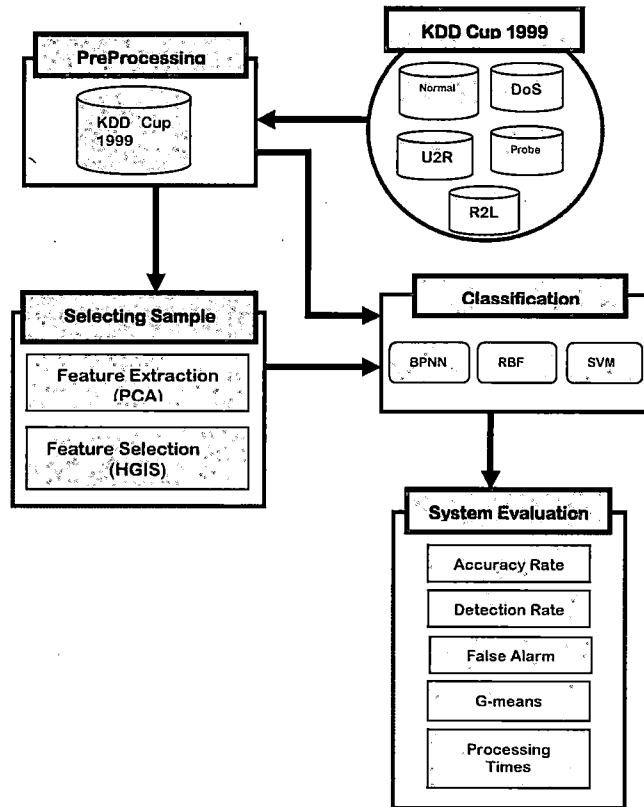 PreProcessing
KDD Cup
1999
KDD Cup 1999
Normal
DoS
U2R
Probe
R2L
Selecting Sample
Feature Extraction
(PCA)
Feature Selection
(HGIS)
Classification
BPNN
RBF
SVM
System Evaluation
Accuracy Rate
Detection Rate
False Alarm
G-means
Processing
Times